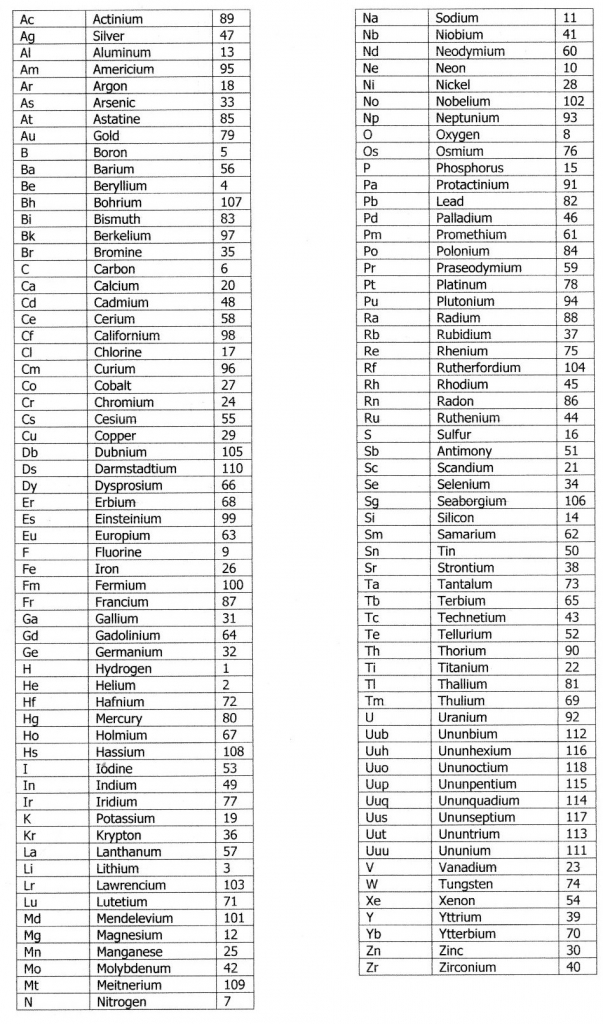 Ac Actinium 89
Ag Silver 47
Al Aluminum 13
Am Americium 95
Ar Argon 18
As Arsenic 33
At Astatine 85
Au Gold 79
B Boron 5
Ba Barium 56
Be Beryllium 4
Bh Bohrium 107
Bi Bismuth 83
Bk Berkelium 97
Br Bromine 35
C Carbon 6
Ca Calcium 20
Cd Cadmium 48
Ce Cerium 58
Cf Californium 98
Cl Chlorine 17
Cm Curium 96
Co Cobalt 27
Cr Chromium 24
Cs Cesium 55
Cu Copper 29
Db Dubnium 105
Ds Darmstadtium 110
Dy Dysprosium 66
Er Erbium 68
Es Einsteinium 99
Eu Europium 63
F Fluorine 9
Fe Iron 26
Fm Fermium 100
Fr Francium 87
Ga Gallium 31
Gd Gadolinium 64
Ge Germanium 32
H Hydrogen 1
He Helium 2
Hf Hafnium 72
Hg Mercury 80
Ho Holmium 67
Hs Hassium 108
I Iodine 53
In Indium 49
Ir Iridium 77
K Potassium 19
Kr Krypton 36
La Lanthanum 57
Li Lithium 3
Lr Lawrencium 103
Lu Lutetium 71
Md Mendelevium 101
Mg Magnesium 12
Mn Manganese 25
Mo Molybdenum 42
Mt Meitnerium 109
N Nitrogen 7
Na Sodium 11
Nb Niobium 41
Nd Neodymium 60
Ne Neon 10
Ni Nickel 28
No Nobelium 102
Np Neptunium 93
O Oxygen 8
Os Osmium 76
P Phosphorus 15
Pa Protactinium 91
Pb Lead 82
Pd Palladium 46
Pm Promethium 61
Po Polonium 84
Pr Praseodymium 59
Pt Platinum 78
Pu Plutonium 94
Ra Radium 88
Rb Rubidium 37
Re Rhenium 75
Rf Rutherfordium 104
Rh Rhodium 45
Rn Radon 86
Ru Ruthenium 44
S Sulfur 16
Sb Antimony 51
Sc Scandium 21
Se Selenium 34
Sg Seaborgium 106
Si Silicon 14
Sm Samarium 62
Sn Tin 50
Sr Strontium 38
Ta Tantalum 73
Tb Terbium 65
Tc Technetium 43
Te Tellurium 52
Th Thorium 90
Ti Titanium 22
Tl Thallium 81
Tm Thulium 69
U Uranium 92
Uub Ununbium 112
Uuh Ununhexium 116
Uuo Ununoctium 118
Uup Ununpentium 115
Uuq Ununquadium 114
Uus Ununseptium 117
Uut Ununtrium 113
Uuu Ununium 111
V Vanadium 23
W Tungsten 74
Xe Xenon 54
Y Yttrium 39
Yb Ytterbium 70
Zn Zinc 30
Zr Zirconium 40